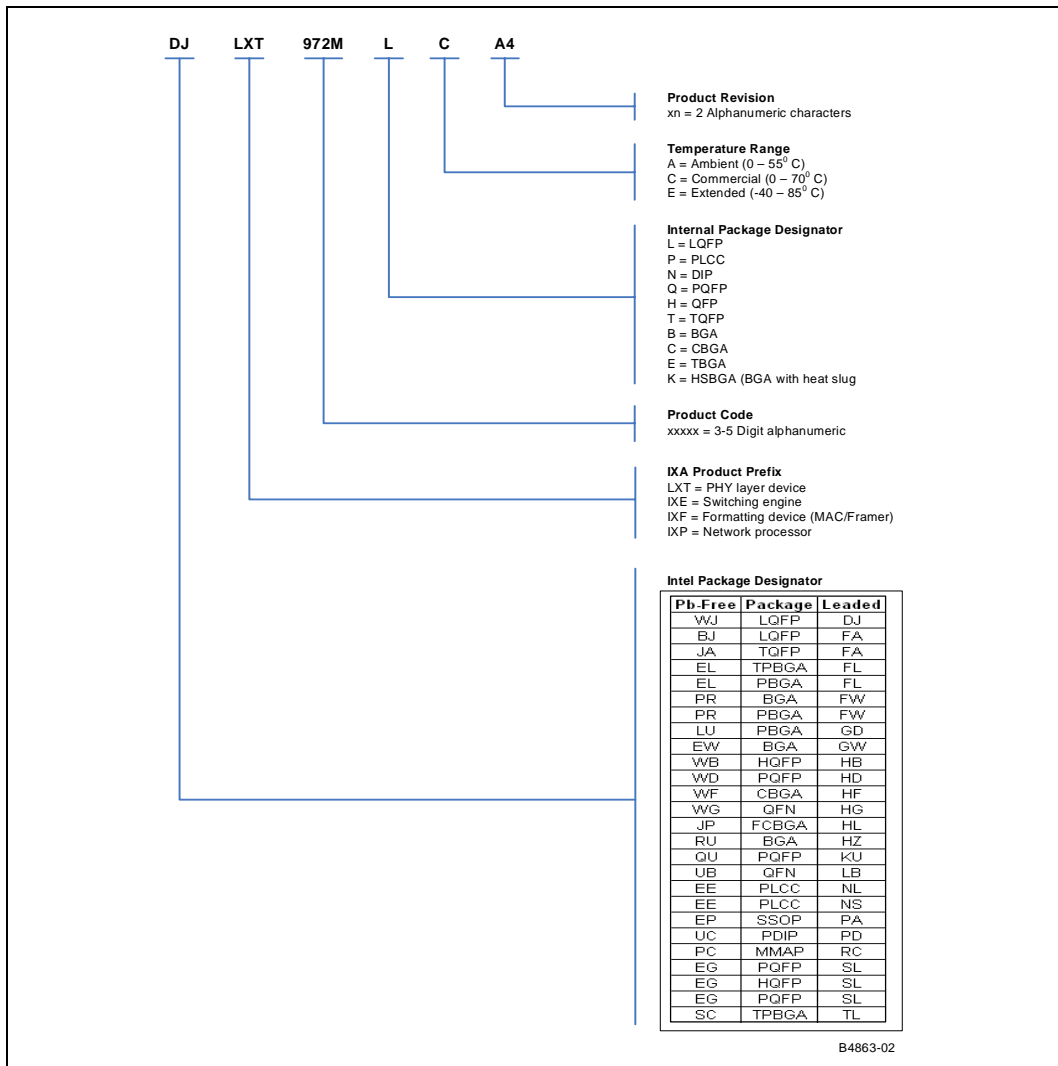 DJ LXT 972M L C A4
Product Revision
xn = 2 Alphanumeric characters
Temperature Range
A = Ambient (0 – 55⁰ C)
C = Commercial (0 – 70⁰ C)
E = Extended (-40 – 85⁰ C)
Internal Package Designator
L = LQFP
P = PLCC
N = DIP
Q = PQFP
H = QFP
T = TQFP
B = BGA
C = CBGA
E = TBGA
K = HSBGA (BGA with heat slug
Product Code
xxxxx = 3-5 Digit alphanumeric
IXA Product Prefix
LXT = PHY layer device
IXE = Switching engine
IXF = Formatting device (MAC/Framer)
IXP = Network processor
Intel Package Designator
Pb-Free Package Leaded
WJ LQFP DJ
BJ LQFP FA
JA TQFP FA
EL TPBGA FL
EL PBGA FL
PR BGA FW
PR PBGA FW
LU PBGA GD
EW BGA GW
WB HQFP HB
WD PQFP HD
WF CBGA HF
WG QFN HG
JP FCBGA HL
RU BGA HZ
QU PQFP KU
UB QFN LB
EE PLCC NL
EE PLCC NS
EP SSOP PA
UC PDIP PD
PC MMAP RC
EG PQFP SL
EG HQFP SL
EG PQFP SL
SC TPBGA TL
B4863-02